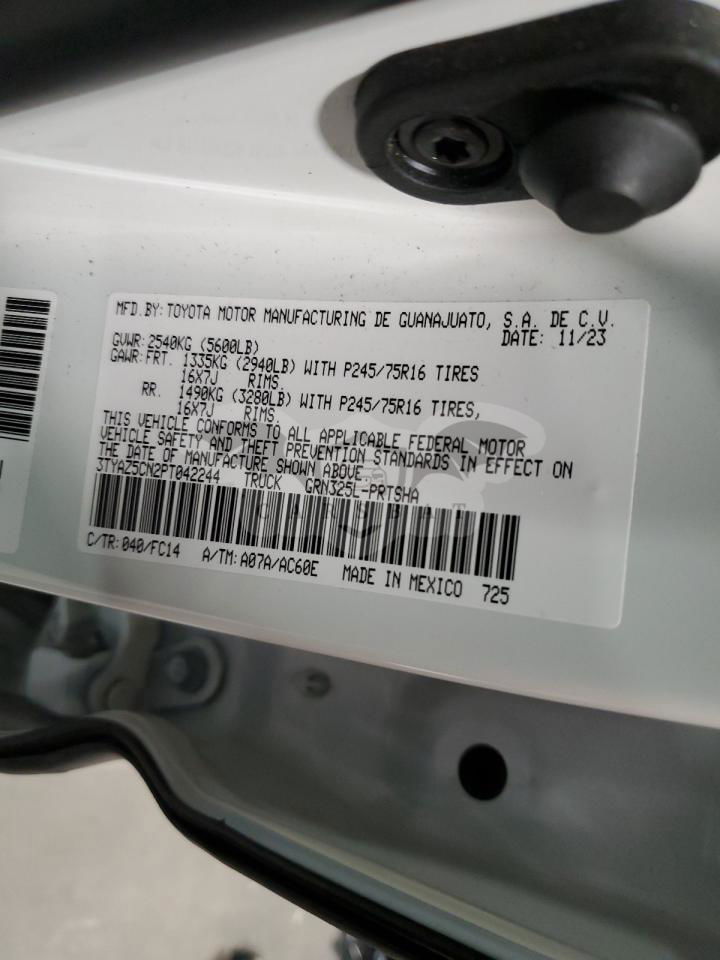 MFD.BY:TOYOTA MOTOR MANUFACTURING DE GUANAJUATO, S.A. DE C.V.
GVWR:2540KG (5600LB) DATE: 11/23
GAWR:FRT. 1335KG (2940LB) WITH P245/75R16 TIRES
16X7J RIMS,
RR. 1490KG (3280LB) WITH P245/75R16 TIRES,
16X7J RIMS.
THIS VEHICLE CONFORMS TO ALL APPLICABLE FEDERAL MOTOR
VEHICLE SAFETY AND THEFT PREVENTION STANDARDS IN EFFECT ON
THE DATE OF MANUFACTURE SHOWN ABOVE.
3TYAZ5CN2PT042244 TRUCK GRN325L-PRTSHA
CARSBAT
C/TR:040/FC14 A/TM:A07A/AC60E MADE IN MEXICO 725